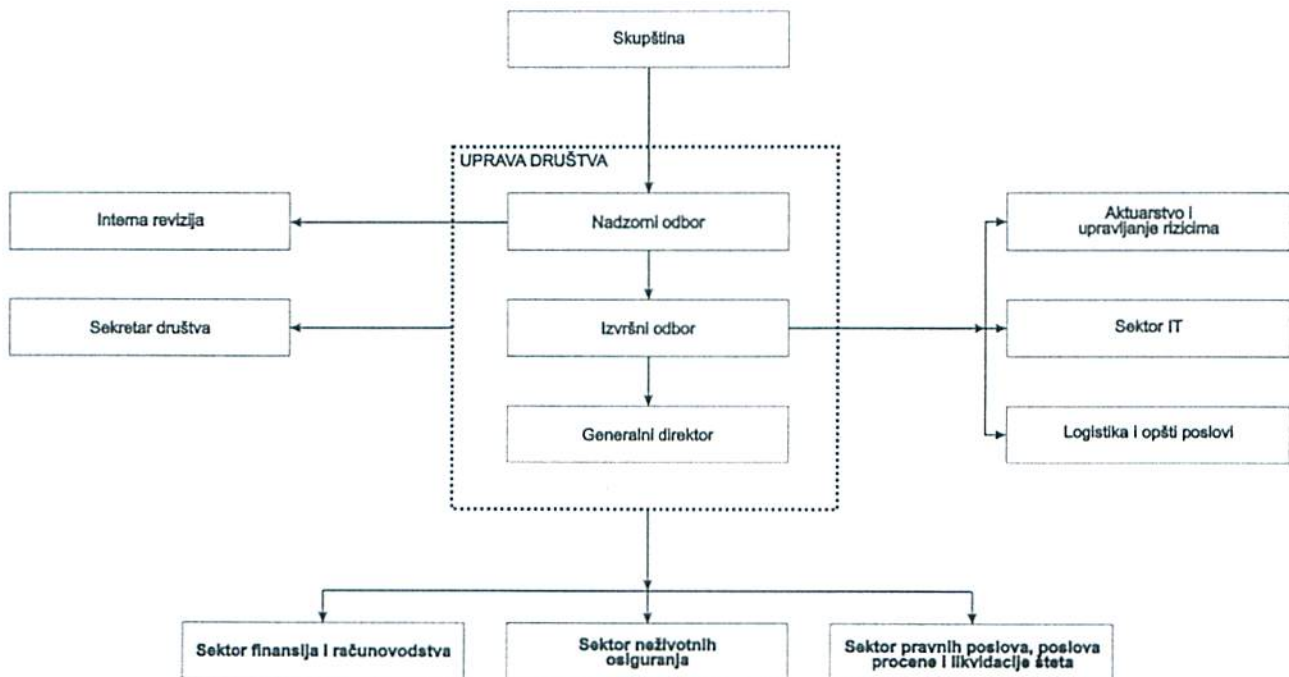 Skupština
UPRAVA DRUŠTVA
Interna revizija
Nadzorni odbor
Aktuarstvo i
upravljanje rizicima
Sekretar društva
Izvršni odbor
Sektor IT
Generalni direktor
Logistika i opšti poslovi
Sektor finansija i računovodstva
Sektor neživotnih
osiguranja
Sektor pravnih poslova, poslova
procene i likvidacije šteta